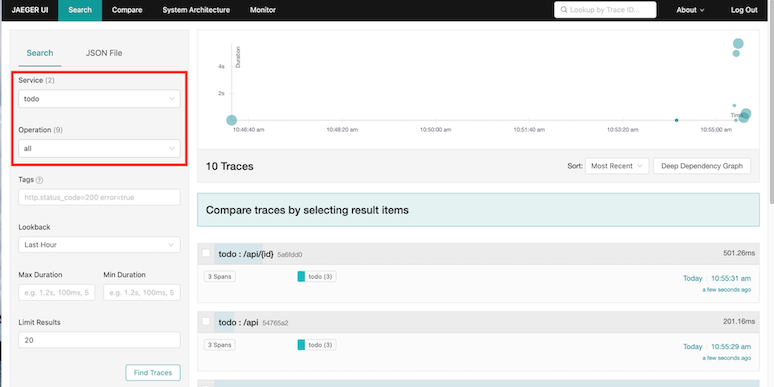 JAEGER UI Search Compare System Architecture Monitor Lookup by Trace ID... About Log Out
Search JSON File
Service (2)
todo
Operation (9)
all
Tags
http.status_code=200 error=true
Lookback
Last Hour
Max Duration Min Duration
e.g. 1.2s, 100ms, 5 e.g. 1.2s, 100ms, 5
Limit Results
20
Find Traces
Duration
4s
2s
Time
10:46:40 am 10:48:20 am 10:50:00 am 10:51:40 am 10:53:20 am 10:55:00 am
10 Traces Sort: Most Recent Deep Dependency Graph
Compare traces by selecting result items
todo : /api/{id} 5a6fdd0 501.26ms
3 Spans todo (3) Today 10:55:31 am
a few seconds ago
todo : /api 54765a2 201.16ms
3 Spans todo (3) Today 10:55:29 am
a few seconds ago